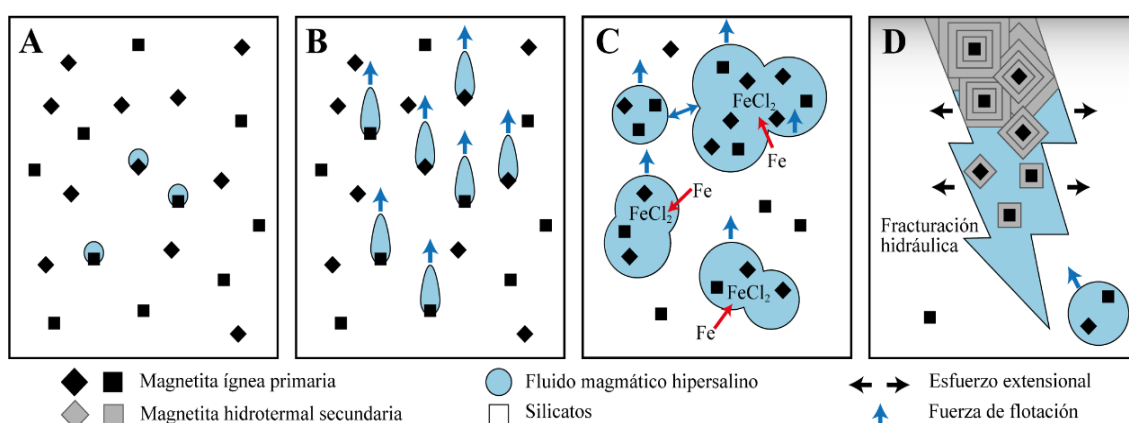 A
B
C
D
FeCl2
Fe
Fe
FeCl2
FeCl2
Fe
Fracturación
hidráulica
Magnetita ígnea primaria
Fluido magmático hipersalino
Esfuerzo extensional
Magnetita hidrotermal secundaria
Silicatos
Fuerza de flotación